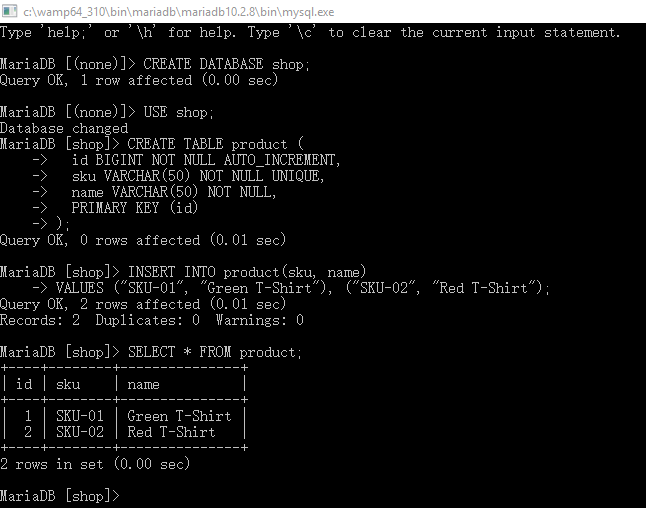 c:\wamp64_310\bin\mariadb\mariadb10.2.8\bin\mysql.exe
Type 'help;' or '\h' for help. Type '\c' to clear the current input statement.
MariaDB [(none)]> CREATE DATABASE shop;
Query OK, 1 row affected (0.00 sec)
MariaDB [(none)]> USE shop;
Database changed
MariaDB [shop]> CREATE TABLE product (
    ->   id BIGINT NOT NULL AUTO_INCREMENT,
    ->   sku VARCHAR(50) NOT NULL UNIQUE,
    ->   name VARCHAR(50) NOT NULL,
    ->   PRIMARY KEY (id)
    -> );
Query OK, 0 rows affected (0.01 sec)
MariaDB [shop]> INSERT INTO product(sku, name)
    -> VALUES ("SKU-01", "Green T-Shirt"), ("SKU-02", "Red T-Shirt");
Query OK, 2 rows affected (0.01 sec)
Records: 2  Duplicates: 0  Warnings: 0
MariaDB [shop]> SELECT * FROM product;
+----+--------+---------------+
| id | sku    | name          |
+----+--------+---------------+
|  1 | SKU-01 | Green T-Shirt |
|  2 | SKU-02 | Red T-Shirt   |
+----+--------+---------------+
2 rows in set (0.00 sec)
MariaDB [shop]>